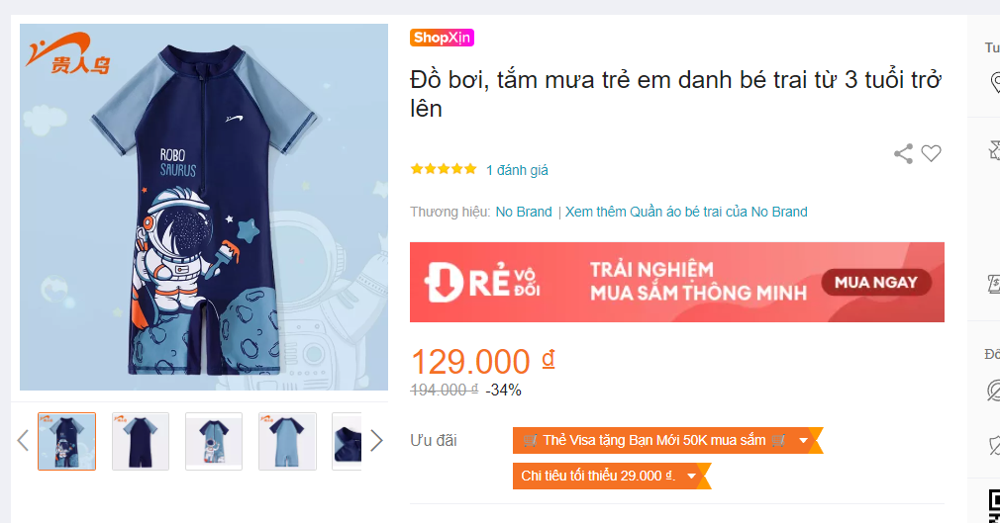 贵人鸟
ROBO
SAURUS
ShopXịn
Đồ bơi, tắm mưa trẻ em danh bé trai từ 3 tuổi trở
lên
1 đánh giá
Thương hiệu: No Brand | Xem thêm Quần áo bé trai của No Brand
RẺ VÔ ĐỐI
TRẢI NGHIỆM
MUA SẮM THÔNG MINH
MUA NGAY
129.000 ₫
194.000 ₫ -34%
Ưu đãi
🛒 Thẻ Visa tặng Bạn Mới 50K mua sắm 🛒
Chi tiêu tối thiểu 29.000 ₫.